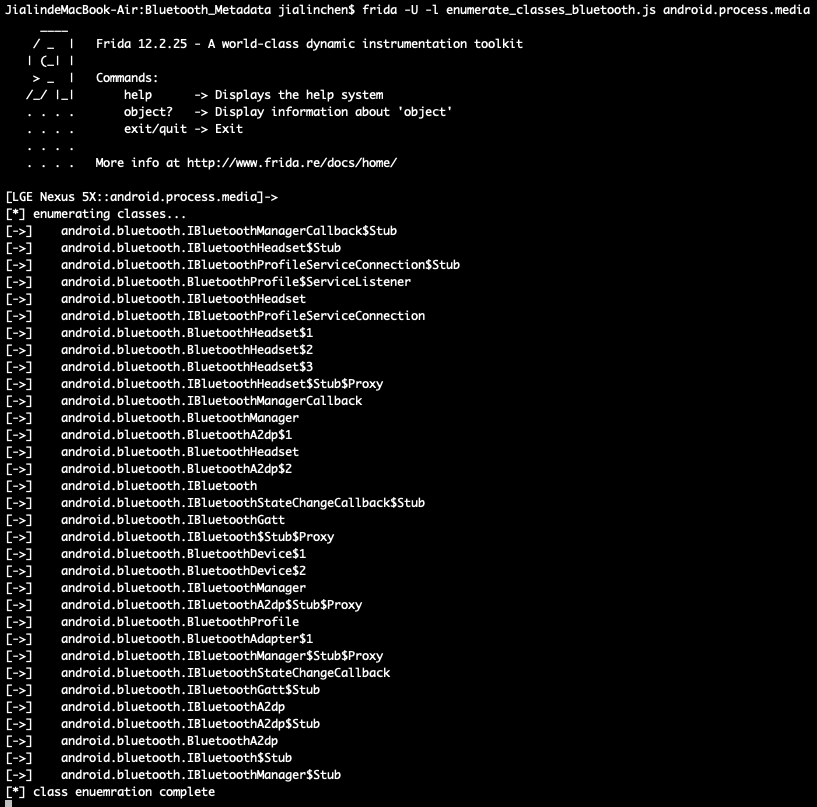 JialindeMacBook-Air:Bluetooth_Metadata jialinchen$ frida -U -l enumerate_classes_bluetooth.js android.process.media
     ____
    / _  |   Frida 12.2.25 - A world-class dynamic instrumentation toolkit
   | (_| |
    > _  |   Commands:
   /_/ |_|       help      -> Displays the help system
   . . . .       object?   -> Display information about 'object'
   . . . .       exit/quit -> Exit
   . . . .
   . . . .   More info at http://www.frida.re/docs/home/
[LGE Nexus 5X::android.process.media]->
[*] enumerating classes...
[->]    android.bluetooth.IBluetoothManagerCallback$Stub
[->]    android.bluetooth.IBluetoothHeadset$Stub
[->]    android.bluetooth.IBluetoothProfileServiceConnection$Stub
[->]    android.bluetooth.BluetoothProfile$ServiceListener
[->]    android.bluetooth.IBluetoothHeadset
[->]    android.bluetooth.IBluetoothProfileServiceConnection
[->]    android.bluetooth.BluetoothHeadset$1
[->]    android.bluetooth.BluetoothHeadset$2
[->]    android.bluetooth.BluetoothHeadset$3
[->]    android.bluetooth.IBluetoothHeadset$Stub$Proxy
[->]    android.bluetooth.IBluetoothManagerCallback
[->]    android.bluetooth.BluetoothManager
[->]    android.bluetooth.BluetoothA2dp$1
[->]    android.bluetooth.BluetoothHeadset
[->]    android.bluetooth.BluetoothA2dp$2
[->]    android.bluetooth.IBluetooth
[->]    android.bluetooth.IBluetoothStateChangeCallback$Stub
[->]    android.bluetooth.IBluetoothGatt
[->]    android.bluetooth.IBluetooth$Stub$Proxy
[->]    android.bluetooth.BluetoothDevice$1
[->]    android.bluetooth.BluetoothDevice$2
[->]    android.bluetooth.IBluetoothManager
[->]    android.bluetooth.IBluetoothA2dp$Stub$Proxy
[->]    android.bluetooth.BluetoothProfile
[->]    android.bluetooth.BluetoothAdapter$1
[->]    android.bluetooth.IBluetoothManager$Stub$Proxy
[->]    android.bluetooth.IBluetoothStateChangeCallback
[->]    android.bluetooth.IBluetoothGatt$Stub
[->]    android.bluetooth.IBluetoothA2dp
[->]    android.bluetooth.IBluetoothA2dp$Stub
[->]    android.bluetooth.BluetoothA2dp
[->]    android.bluetooth.IBluetooth$Stub
[->]    android.bluetooth.IBluetoothManager$Stub
[*] class enuemration complete